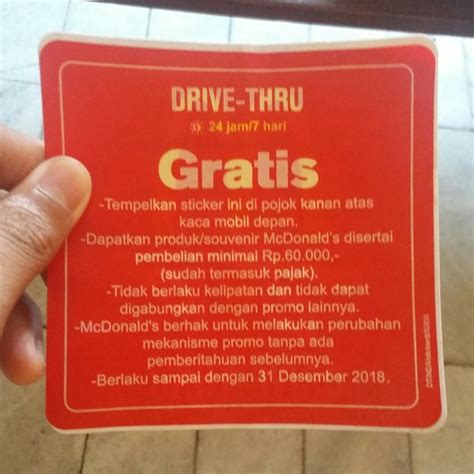 DRIVE-THRU
24 jam/7 hari
Gratis
-Tempelkan sticker ini di pojok kanan atas
kaca mobil depan.
-Dapatkan produk/souvenir McDonald's disertai
pembelian minimal Rp.60.000,-
(sudah termasuk pajak).
-Tidak berlaku kelipatan dan tidak dapat
digabungkan dengan promo lainnya.
-McDonald's berhak untuk melakukan perubahan
mekanisme promo tanpa ada
pemberitahuan sebelumnya.
-Berlaku sampai dengan 31 Desember 2018.